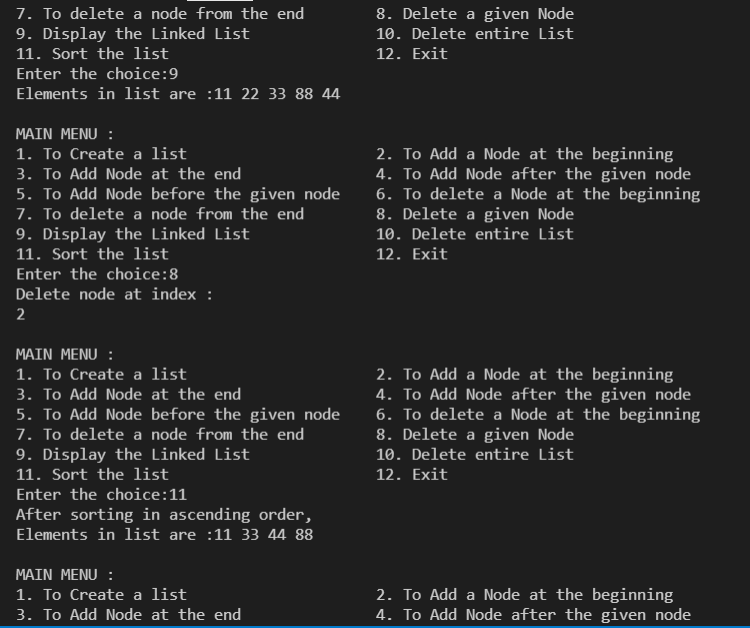 7. To delete a node from the end 8. Delete a given Node
9. Display the Linked List 10. Delete entire List
11. Sort the list 12. Exit
Enter the choice:9
Elements in list are :11 22 33 88 44
MAIN MENU :
1. To Create a list 2. To Add a Node at the beginning
3. To Add Node at the end 4. To Add Node after the given node
5. To Add Node before the given node 6. To delete a Node at the beginning
7. To delete a node from the end 8. Delete a given Node
9. Display the Linked List 10. Delete entire List
11. Sort the list 12. Exit
Enter the choice:8
Delete node at index :
2
MAIN MENU :
1. To Create a list 2. To Add a Node at the beginning
3. To Add Node at the end 4. To Add Node after the given node
5. To Add Node before the given node 6. To delete a Node at the beginning
7. To delete a node from the end 8. Delete a given Node
9. Display the Linked List 10. Delete entire List
11. Sort the list 12. Exit
Enter the choice:11
After sorting in ascending order,
Elements in list are :11 33 44 88
MAIN MENU :
1. To Create a list 2. To Add a Node at the beginning
3. To Add Node at the end 4. To Add Node after the given node